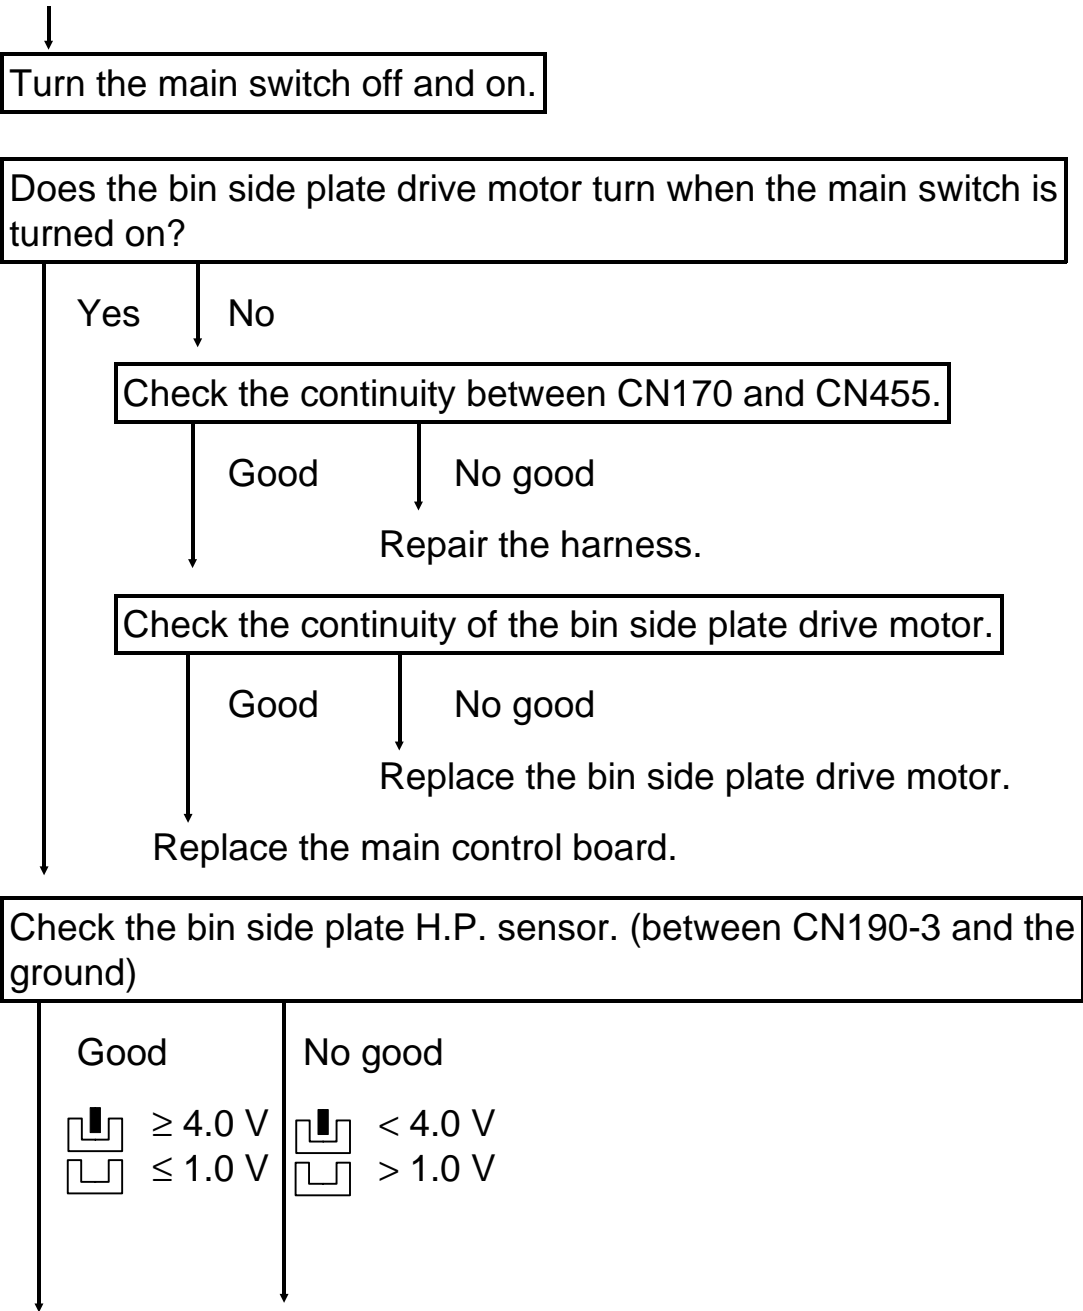 Turn the main switch off and on.
Does the bin side plate drive motor turn when the main switch is
turned on?
Yes No
Check the continuity between CN170 and CN455.
Good No good
Repair the harness.
Check the continuity of the bin side plate drive motor.
Good No good
Replace the bin side plate drive motor.
Replace the main control board.
Check the bin side plate H.P. sensor. (between CN190-3 and the
ground)
Good No good
≥ 4.0 V < 4.0 V
≤ 1.0 V > 1.0 V